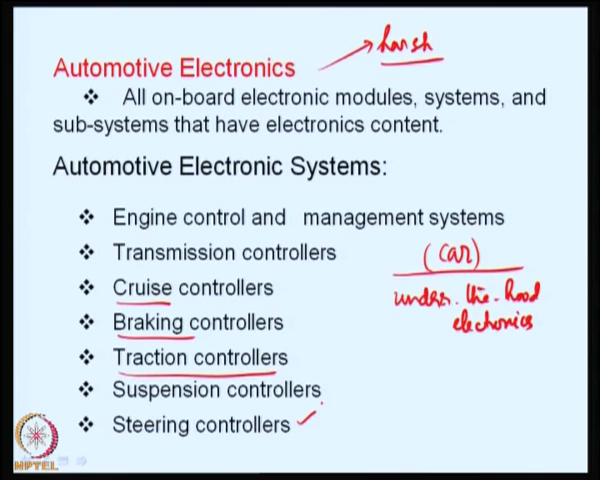 harsh
Automotive Electronics
❖ All on-board electronic modules, systems, and
sub-systems that have electronics content.
Automotive Electronic Systems:
❖ Engine control and management systems
❖ Transmission controllers
(car)
❖ Cruise controllers
under-the-hood
electronics
❖ Braking controllers
❖ Traction controllers
❖ Suspension controllers
❖ Steering controllers ✓
NPTEL